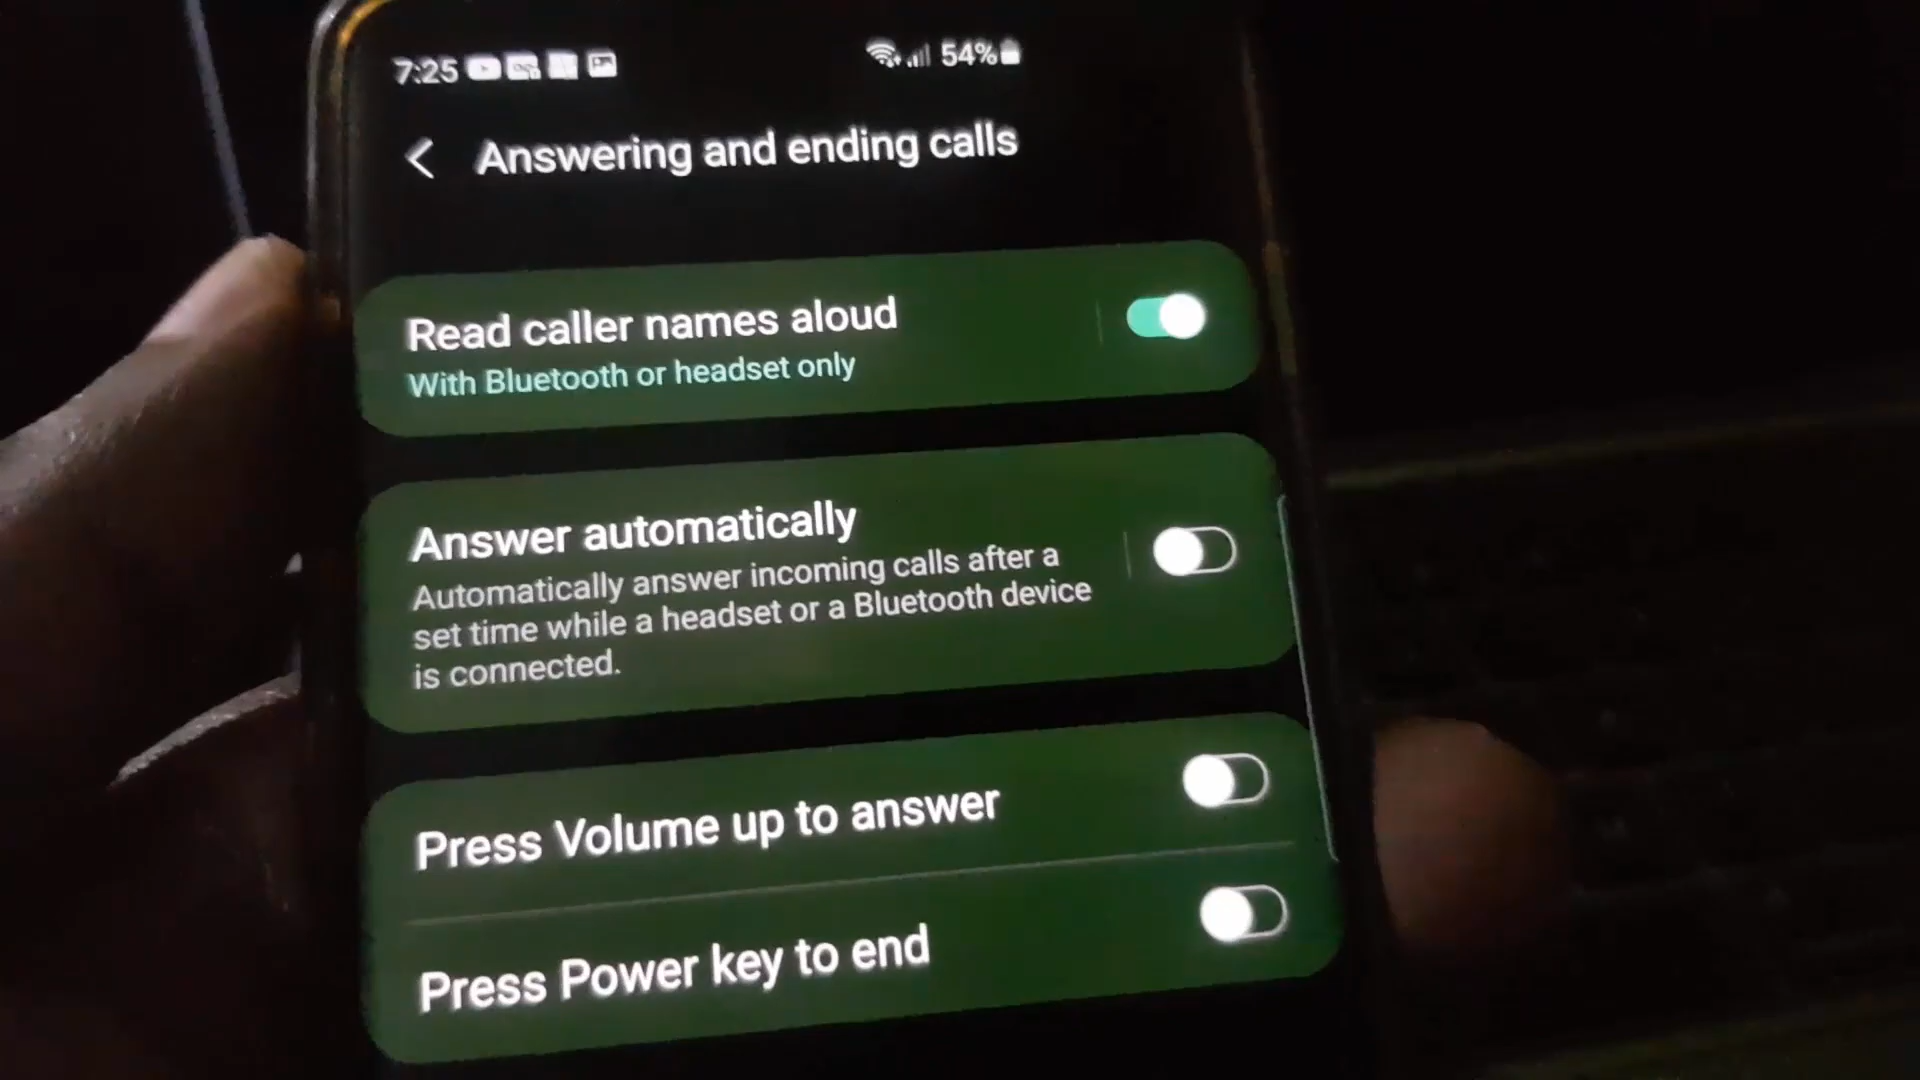 7:25 54%
Answering and ending calls
Read caller names aloud
With Bluetooth or headset only
Answer automatically
Automatically answer incoming calls after a
set time while a headset or a Bluetooth device
is connected.
Press Volume up to answer
Press Power key to end